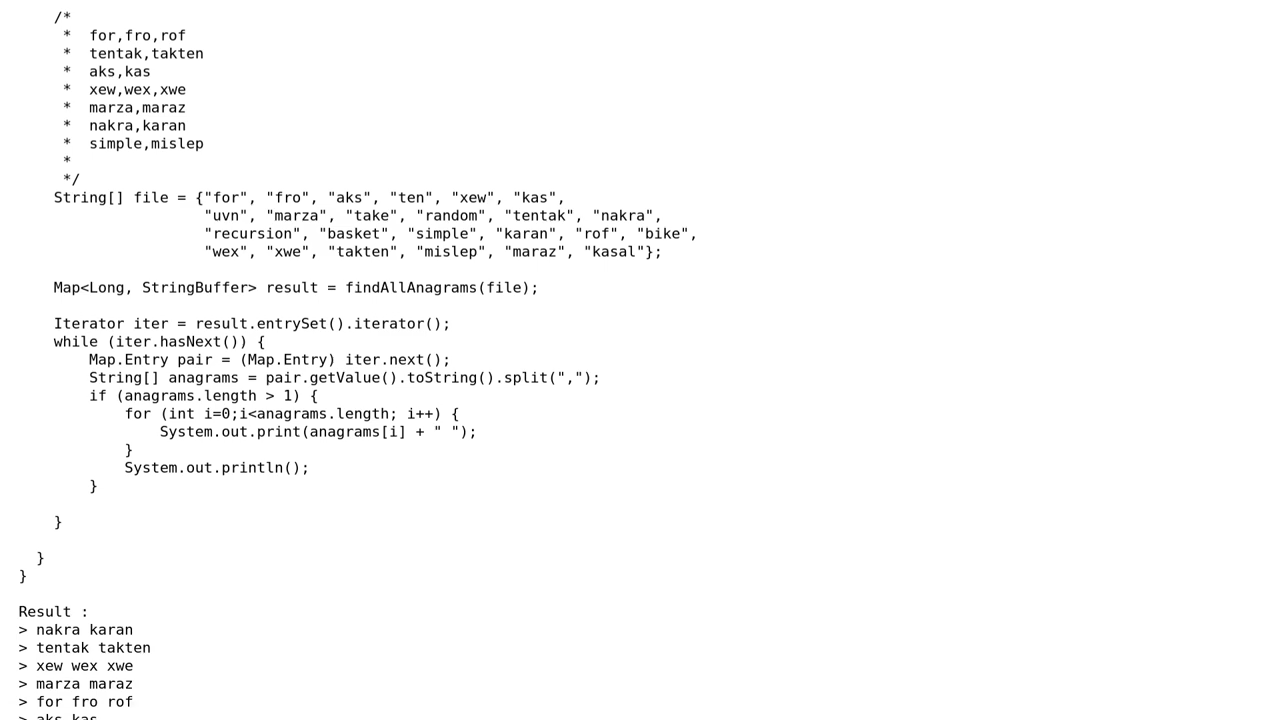 /*
 *  for,fro,rof
 *  tentak,takten
 *  aks,kas
 *  xew,wex,xwe
 *  marza,maraz
 *  nakra,karan
 *  simple,mislep
 *
 */
String[] file = {"for", "fro", "aks", "ten", "xew", "kas",
                 "uvn", "marza", "take", "random", "tentak", "nakra",
                 "recursion", "basket", "simple", "karan", "rof", "bike",
                 "wex", "xwe", "takten", "mislep", "maraz", "kasal"};
Map<Long, StringBuffer> result = findAllAnagrams(file);
Iterator iter = result.entrySet().iterator();
while (iter.hasNext()) {
    Map.Entry pair = (Map.Entry) iter.next();
    String[] anagrams = pair.getValue().toString().split(",");
    if (anagrams.length > 1) {
        for (int i=0;i<anagrams.length; i++) {
            System.out.print(anagrams[i] + " ");
        }
        System.out.println();
    }
}
}
}
Result :
> nakra karan
> tentak takten
> xew wex xwe
> marza maraz
> for fro rof
> aks kas